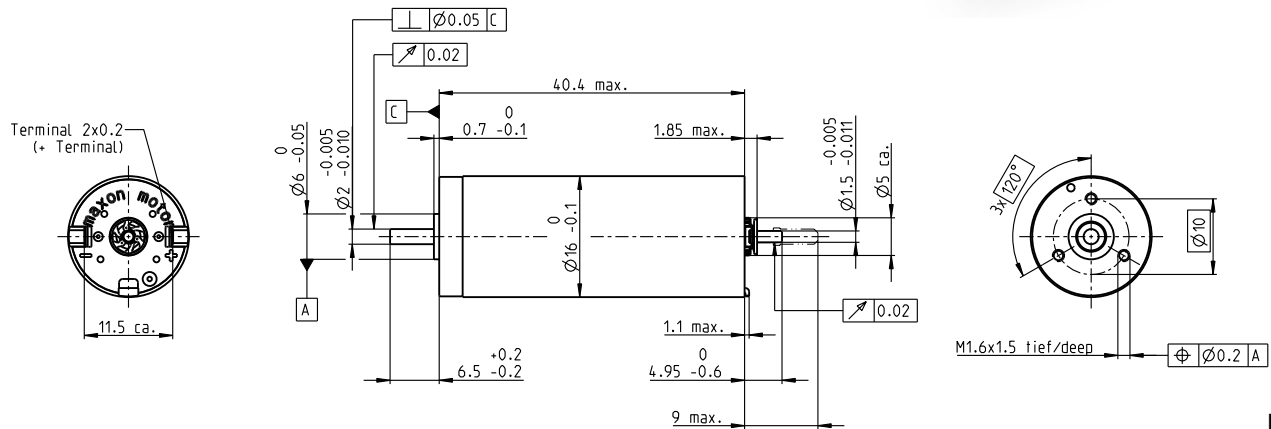 ⊥ Ø0.05 C
↗ 0.02
40.4 max.
C
0
0.7 -0.1
1.85 max.
Terminal 2x0.2
(+ Terminal)
0
Ø6 -0.05
-0.005
Ø2 -0.010
-0.005
Ø1.5 -0.011
Ø5 ca.
maxon motor
- +
0
Ø16 -0.1
3x 120°
Ø10
A
11.5 ca.
↗ 0.02
1.1 max.
+0.2
6.5 -0.2
0
4.95 -0.6
9 max.
M1.6x1.5 tief/deep
⌖ Ø0.2 A